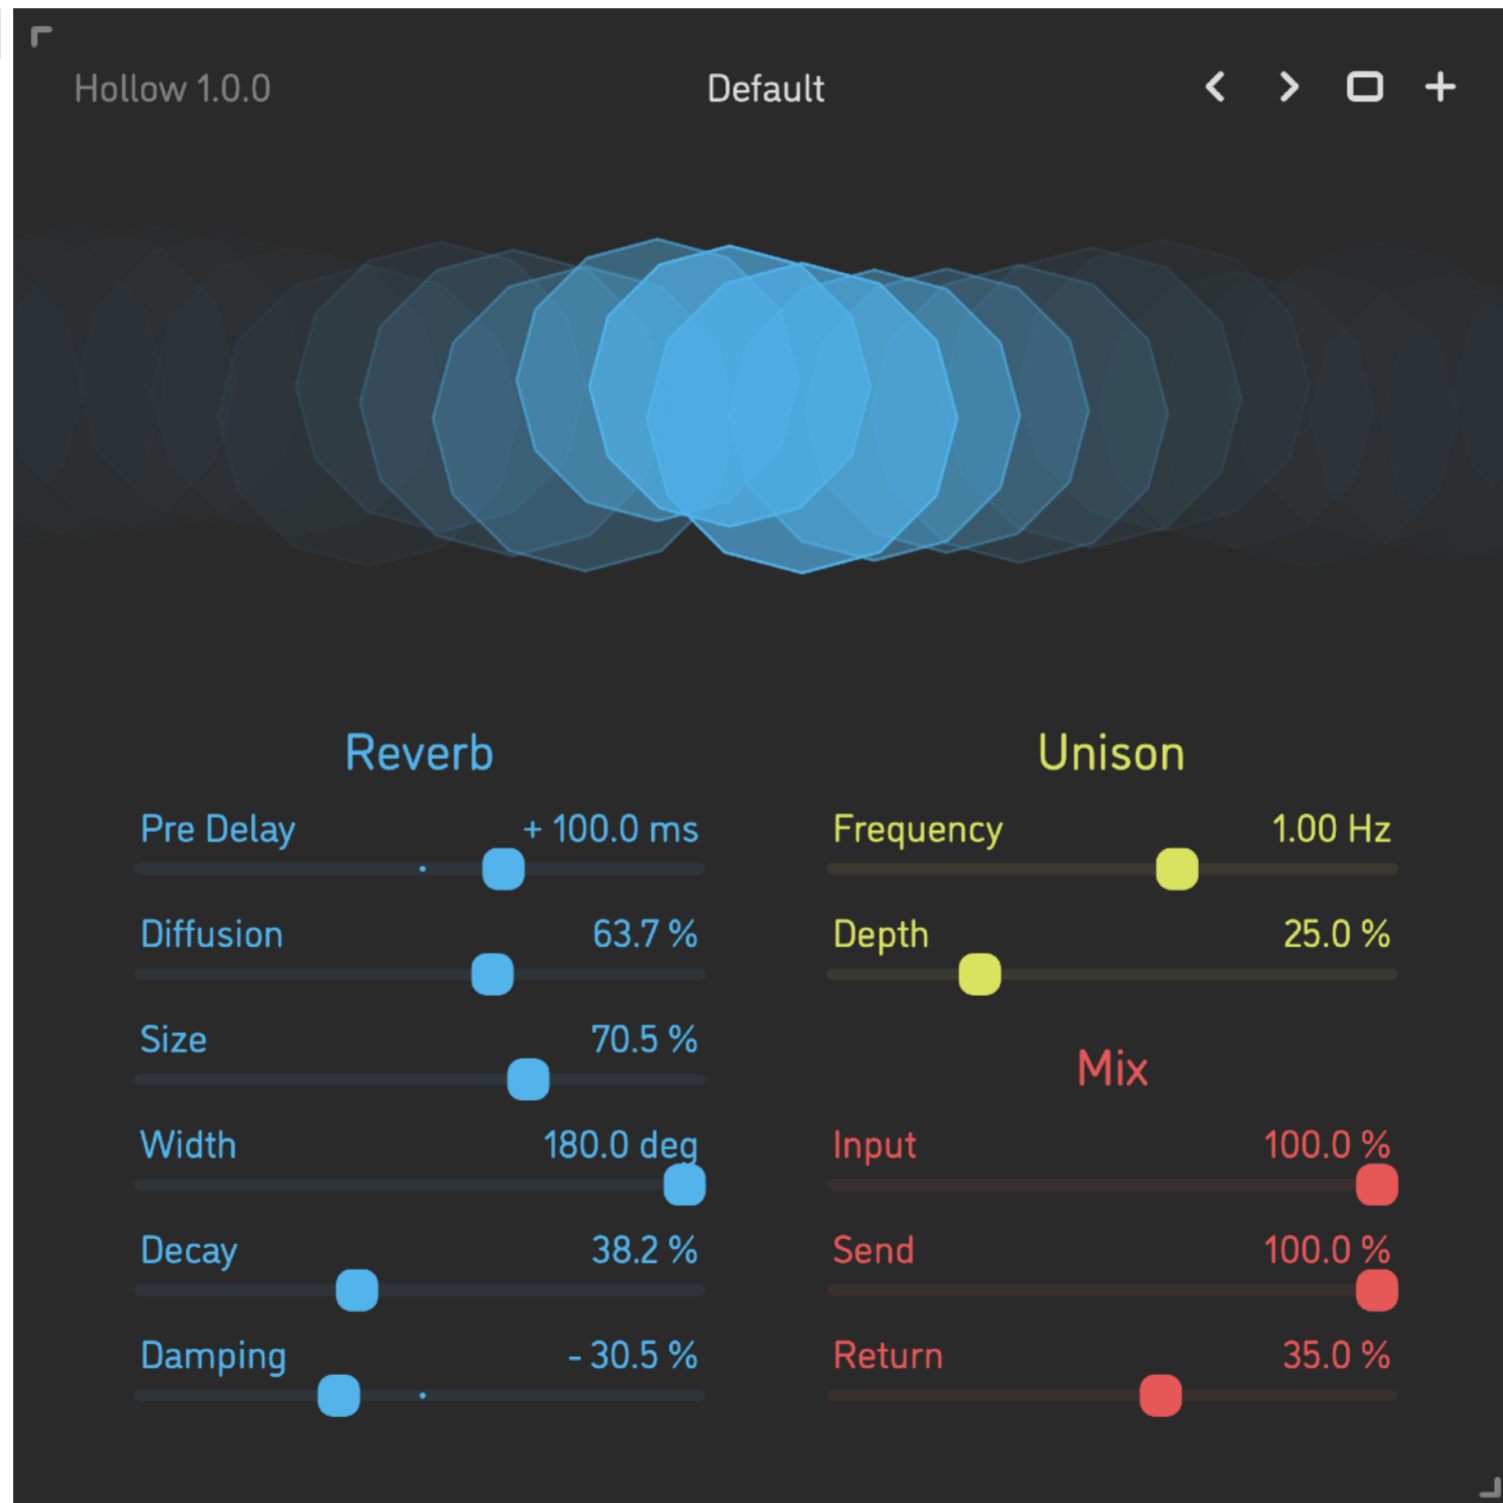 Hollow 1.0.0
Default
Reverb
Pre Delay + 100.0 ms
Diffusion 63.7 %
Size 70.5 %
Width 180.0 deg
Decay 38.2 %
Damping - 30.5 %
Unison
Frequency 1.00 Hz
Depth 25.0 %
Mix
Input 100.0 %
Send 100.0 %
Return 35.0 %